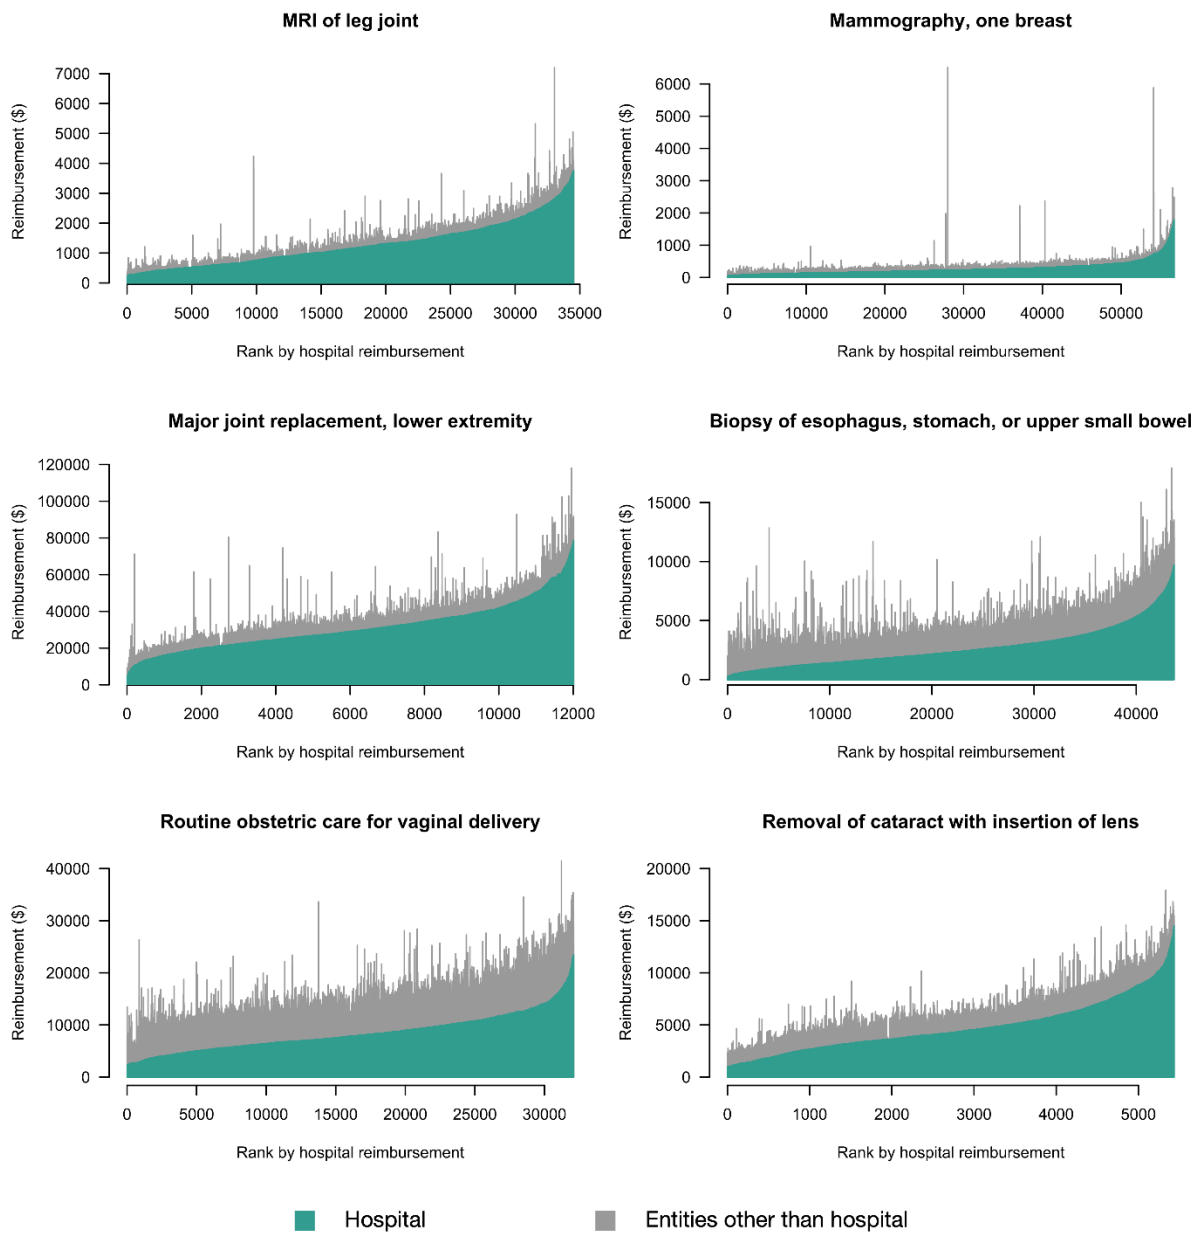 MRI of leg joint
Reimbursement ($)
7000
6000
5000
4000
3000
2000
1000
0
0 5000 10000 15000 20000 25000 30000 35000
Rank by hospital reimbursement
Mammography, one breast
Reimbursement ($)
6000
5000
4000
3000
2000
1000
0
0 10000 20000 30000 40000 50000
Rank by hospital reimbursement
Major joint replacement, lower extremity
Reimbursement ($)
120000
100000
80000
60000
40000
20000
0
0 2000 4000 6000 8000 10000 12000
Rank by hospital reimbursement
Biopsy of esophagus, stomach, or upper small bowel
Reimbursement ($)
15000
10000
5000
0
0 10000 20000 30000 40000
Rank by hospital reimbursement
Routine obstetric care for vaginal delivery
Reimbursement ($)
40000
30000
20000
10000
0
0 5000 10000 15000 20000 25000 30000
Rank by hospital reimbursement
Removal of cataract with insertion of lens
Reimbursement ($)
20000
15000
10000
5000
0
0 1000 2000 3000 4000 5000
Rank by hospital reimbursement
Hospital
Entities other than hospital